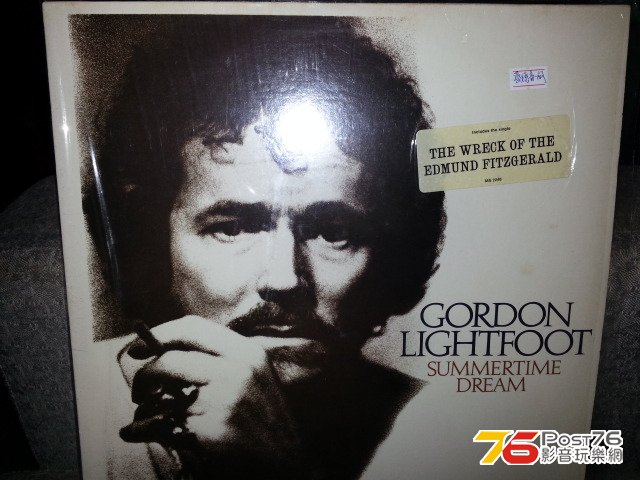 Includes the single
THE WRECK OF THE
EDMUND FITZGERALD
GORDON
LIGHTFOOT
SUMMERTIME
DREAM
76 Post76
影音玩樂網